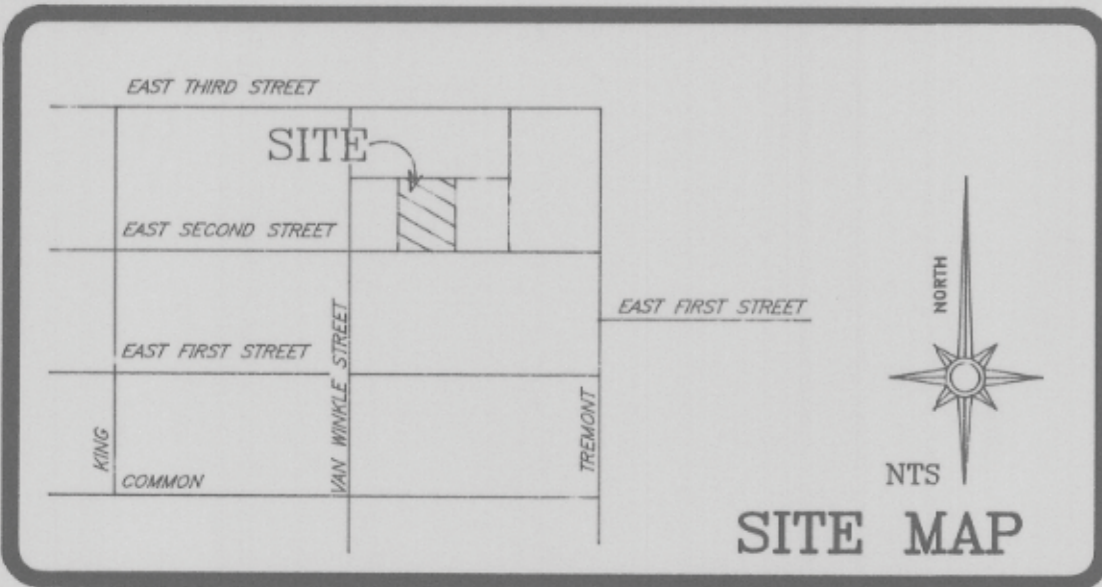 EAST THIRD STREET
SITE
EAST SECOND STREET
NORTH
VAN WINKLE STREET
EAST FIRST STREET
EAST FIRST STREET
KING
TREMONT
COMMON
NTS
SITE MAP